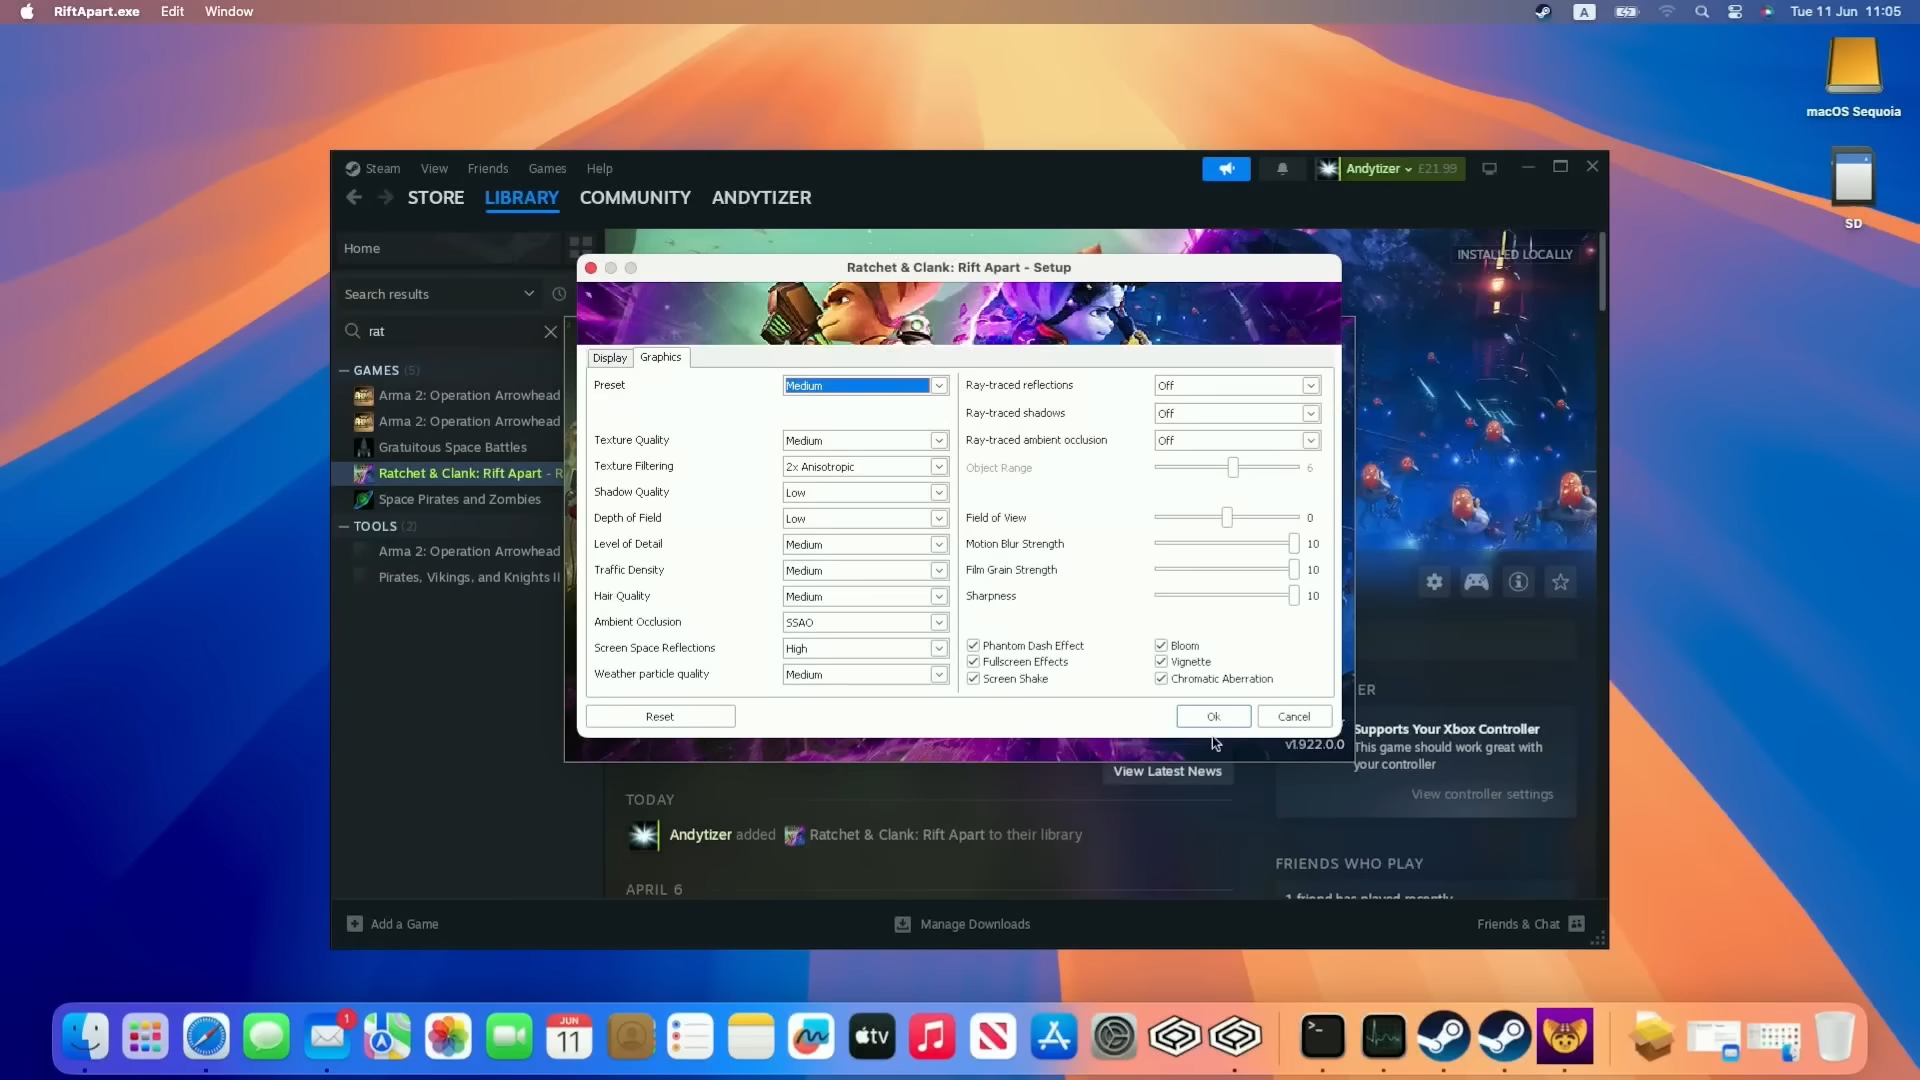 RiftApart.exe Edit Window
A Tue 11 Jun 11:05
macOS Sequoia
SD
Steam View Friends Games Help
Andytizer £21.99
STORE LIBRARY COMMUNITY ANDYTIZER
Home
INSTALLED LOCALLY
Search results
rat
GAMES (5)
Arma 2: Operation Arrowhead
Arma 2: Operation Arrowhead
Gratuitous Space Battles
Ratchet & Clank: Rift Apart - R
Space Pirates and Zombies
TOOLS (2)
Arma 2: Operation Arrowhead
Pirates, Vikings, and Knights II
Ratchet & Clank: Rift Apart - Setup
Display Graphics
Preset Medium
Texture Quality Medium
Texture Filtering 2x Anisotropic
Shadow Quality Low
Depth of Field Low
Level of Detail Medium
Traffic Density Medium
Hair Quality Medium
Ambient Occlusion SSAO
Screen Space Reflections High
Weather particle quality Medium
Ray-traced reflections Off
Ray-traced shadows Off
Ray-traced ambient occlusion Off
Object Range 6
Field of View 0
Motion Blur Strength 10
Film Grain Strength 10
Sharpness 10
Phantom Dash Effect Bloom
Fullscreen Effects Vignette
Screen Shake Chromatic Aberration
Reset Ok Cancel
v1.922.0.0
View Latest News
ER
Supports Your Xbox Controller
This game should work great with
your controller
View controller settings
TODAY
Andytizer added Ratchet & Clank: Rift Apart to their library
APRIL 6
FRIENDS WHO PLAY
1 friend has played recently
Add a Game Manage Downloads Friends & Chat
1
JUN
11
tv